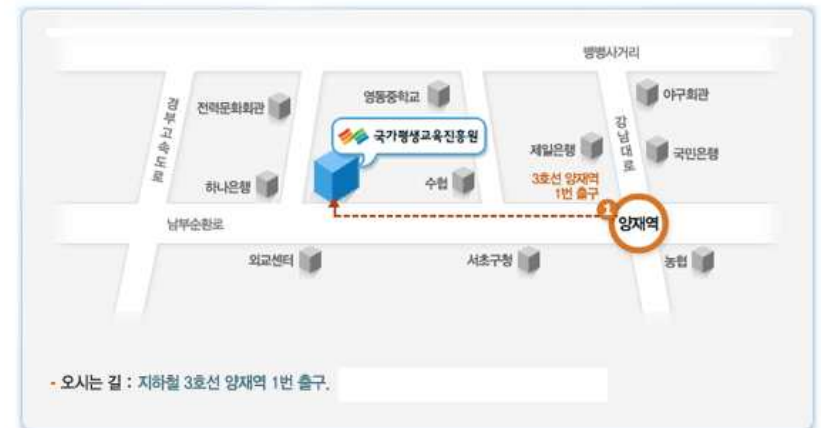 뱅뱅사거리
경부고속도로
전력문화회관
영동중학교
강남대로
야구회관
국가평생교육진흥원
제일은행
국민은행
하나은행
수협
3호선 양재역
1번 출구
1
양재역
남부순환로
외교센터
서초구청
농협
- 오시는 길 : 지하철 3호선 양재역 1번 출구.